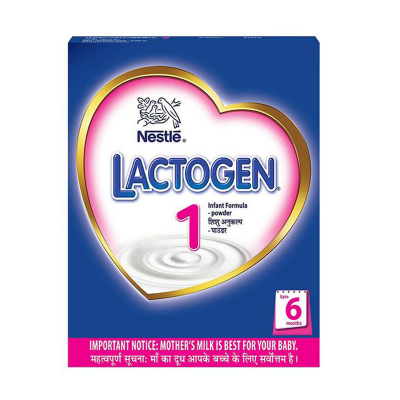 Nestlé®
LACTOGEN®
1
Infant Formula
- powder
शिशु अनुकल्प
- पाउडर
Upto
6
months
IMPORTANT NOTICE: MOTHER'S MILK IS BEST FOR YOUR BABY.
महत्वपूर्ण सूचना: माँ का दूध आपके बच्चे के लिए सर्वोत्तम है।